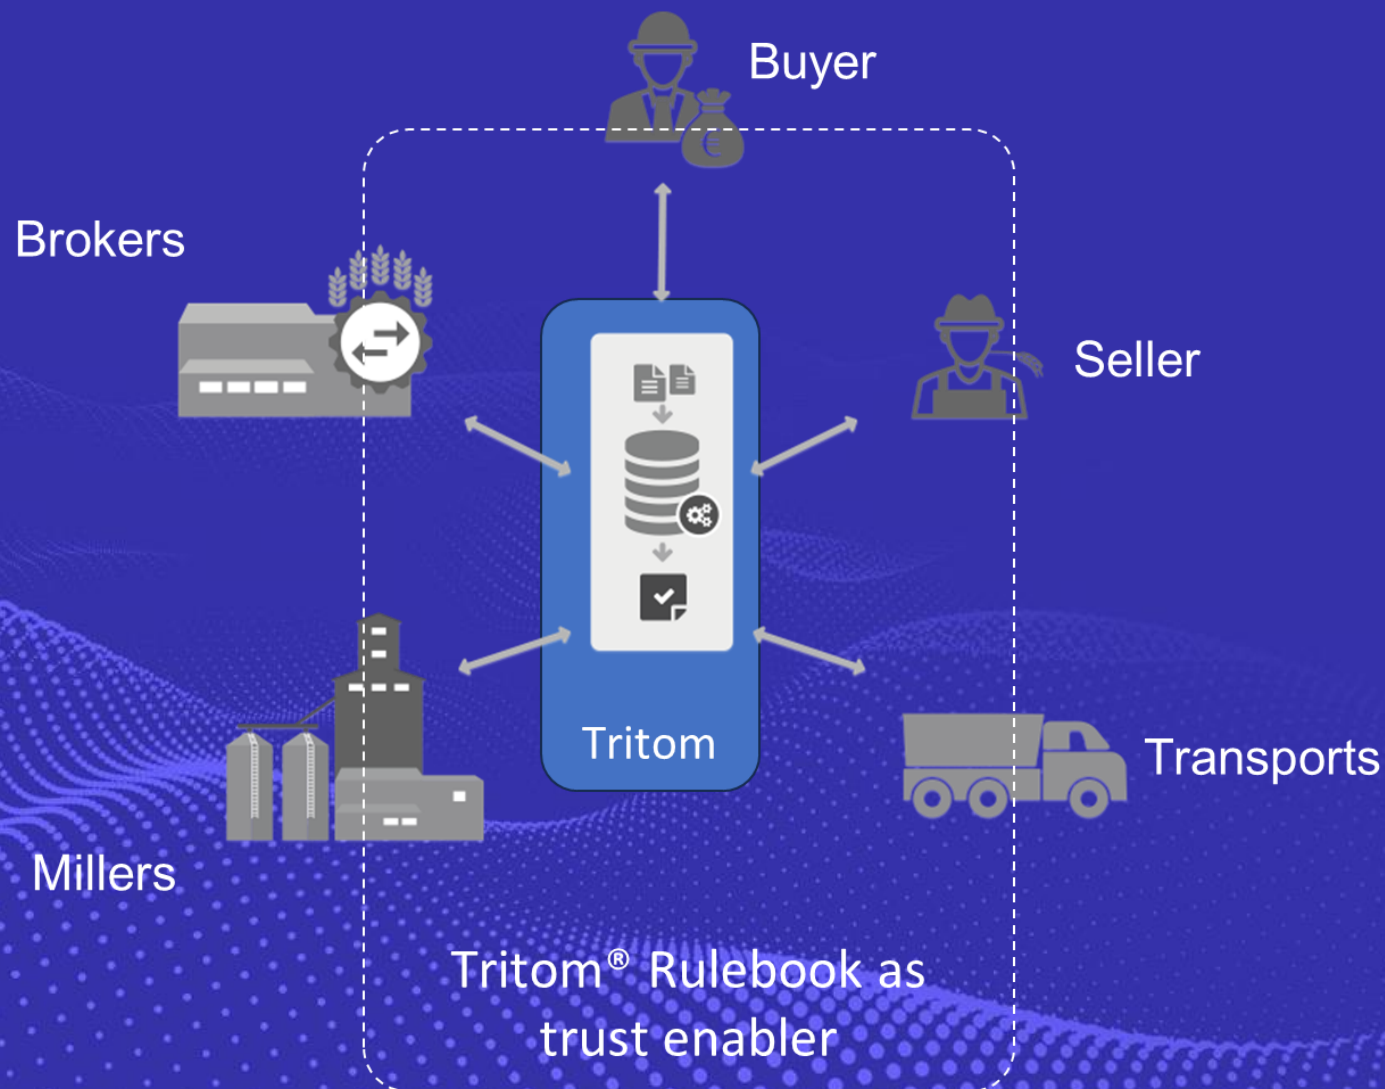 Buyer
Brokers
Seller
€
Tritom
Transports
Millers
Tritom® Rulebook as
trust enabler